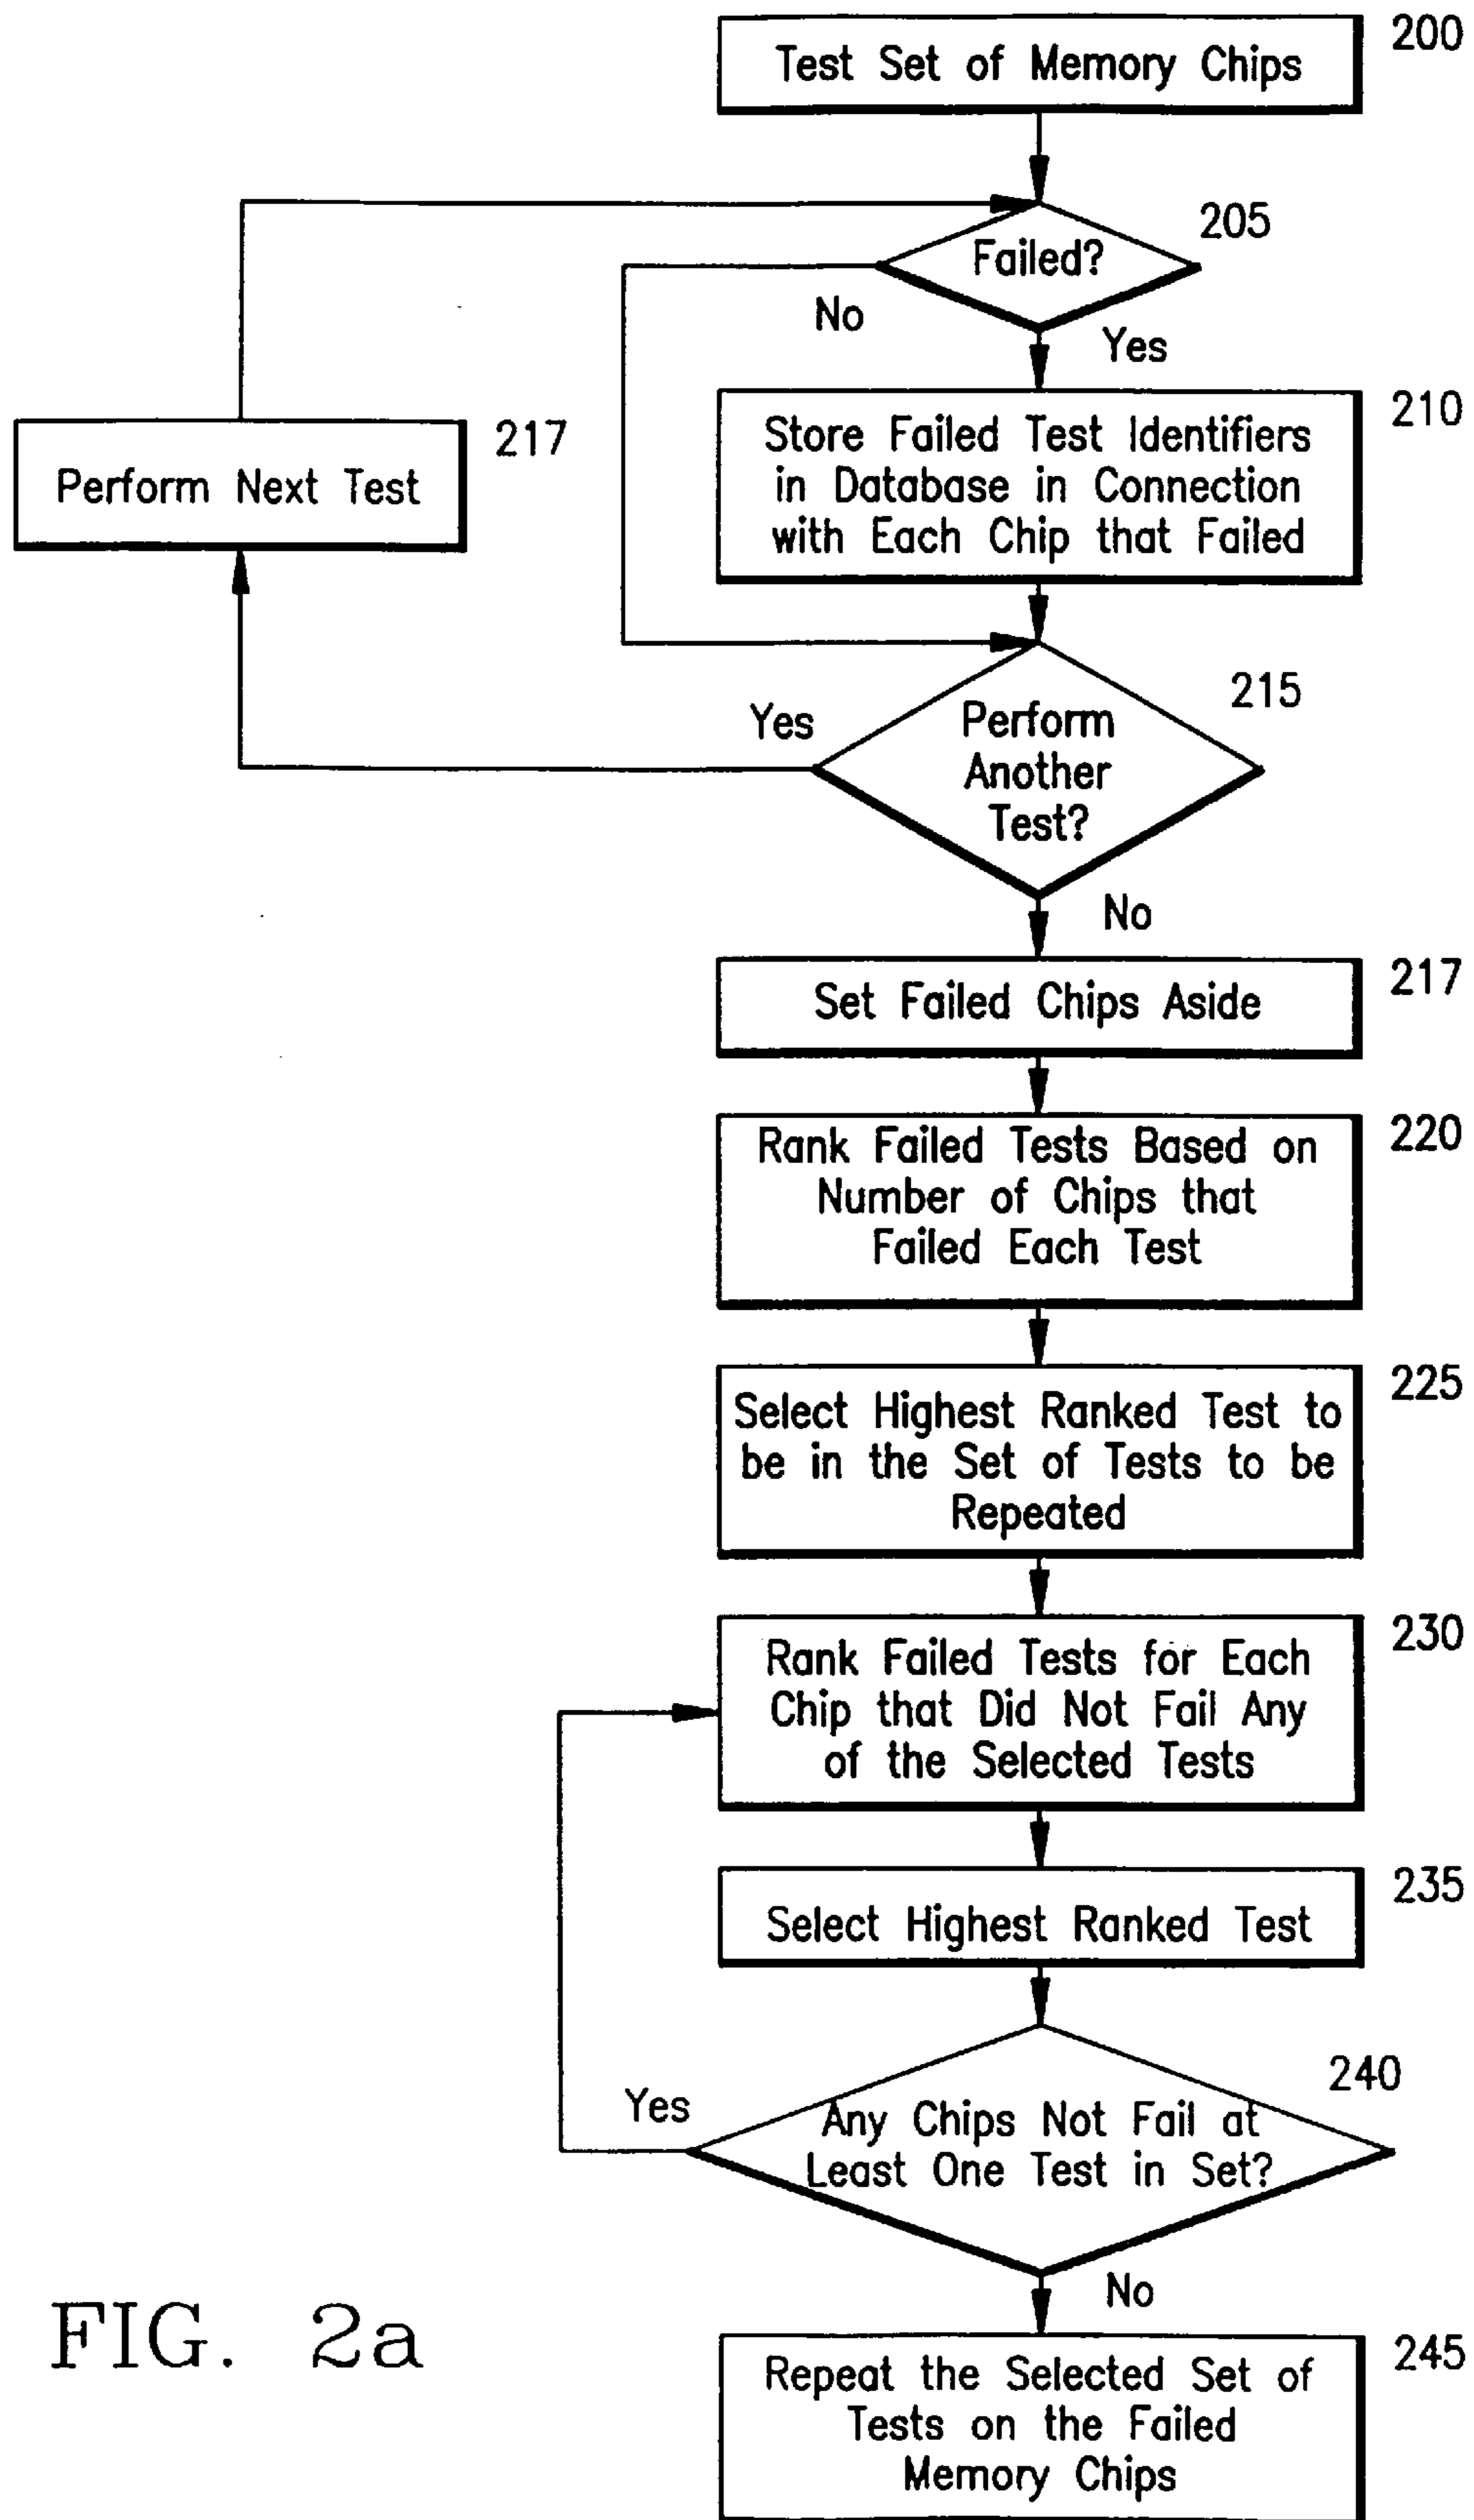 200
Test Set of Memory Chips
205
Failed?
No
Yes
210
Store Failed Test Identifiers
in Database in Connection
with Each Chip that Failed
217
Perform Next Test
215
Yes
Perform
Another
Test?
No
217
Set Failed Chips Aside
220
Rank Failed Tests Based on
Number of Chips that
Failed Each Test
225
Select Highest Ranked Test to
be in the Set of Tests to be
Repeated
230
Rank Failed Tests for Each
Chip that Did Not Fail Any
of the Selected Tests
235
Select Highest Ranked Test
240
Yes
Any Chips Not Fail at
Least One Test in Set?
No
245
Repeat the Selected Set of
Tests on the Failed
Memory Chips
FIG. 2a